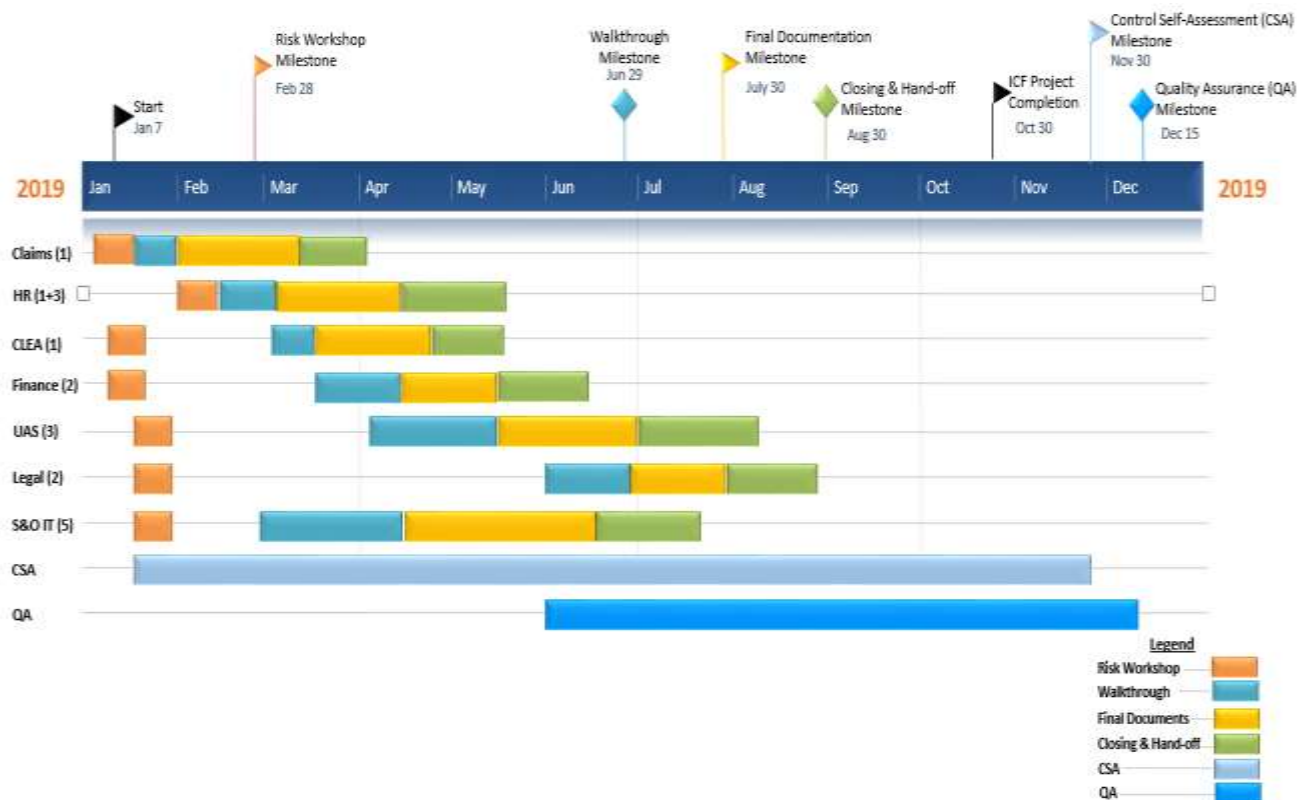 Start
Jan 7
Risk Workshop
Milestone
Feb 28
Walkthrough
Milestone
Jun 29
Final Documentation
Milestone
July 30
Closing & Hand-off
Milestone
Aug 30
ICF Project
Completion
Oct 30
Control Self-Assessment (CSA)
Milestone
Nov 30
Quality Assurance (QA)
Milestone
Dec 15
2019 Jan Feb Mar Apr May Jun Jul Aug Sep Oct Nov Dec 2019
Claims (1)
HR (1+3)
CLEA (1)
Finance (2)
UAS (3)
Legal (2)
S&O IT (5)
CSA
QA
Legend
Risk Workshop
Walkthrough
Final Documents
Closing & Hand-off
CSA
QA